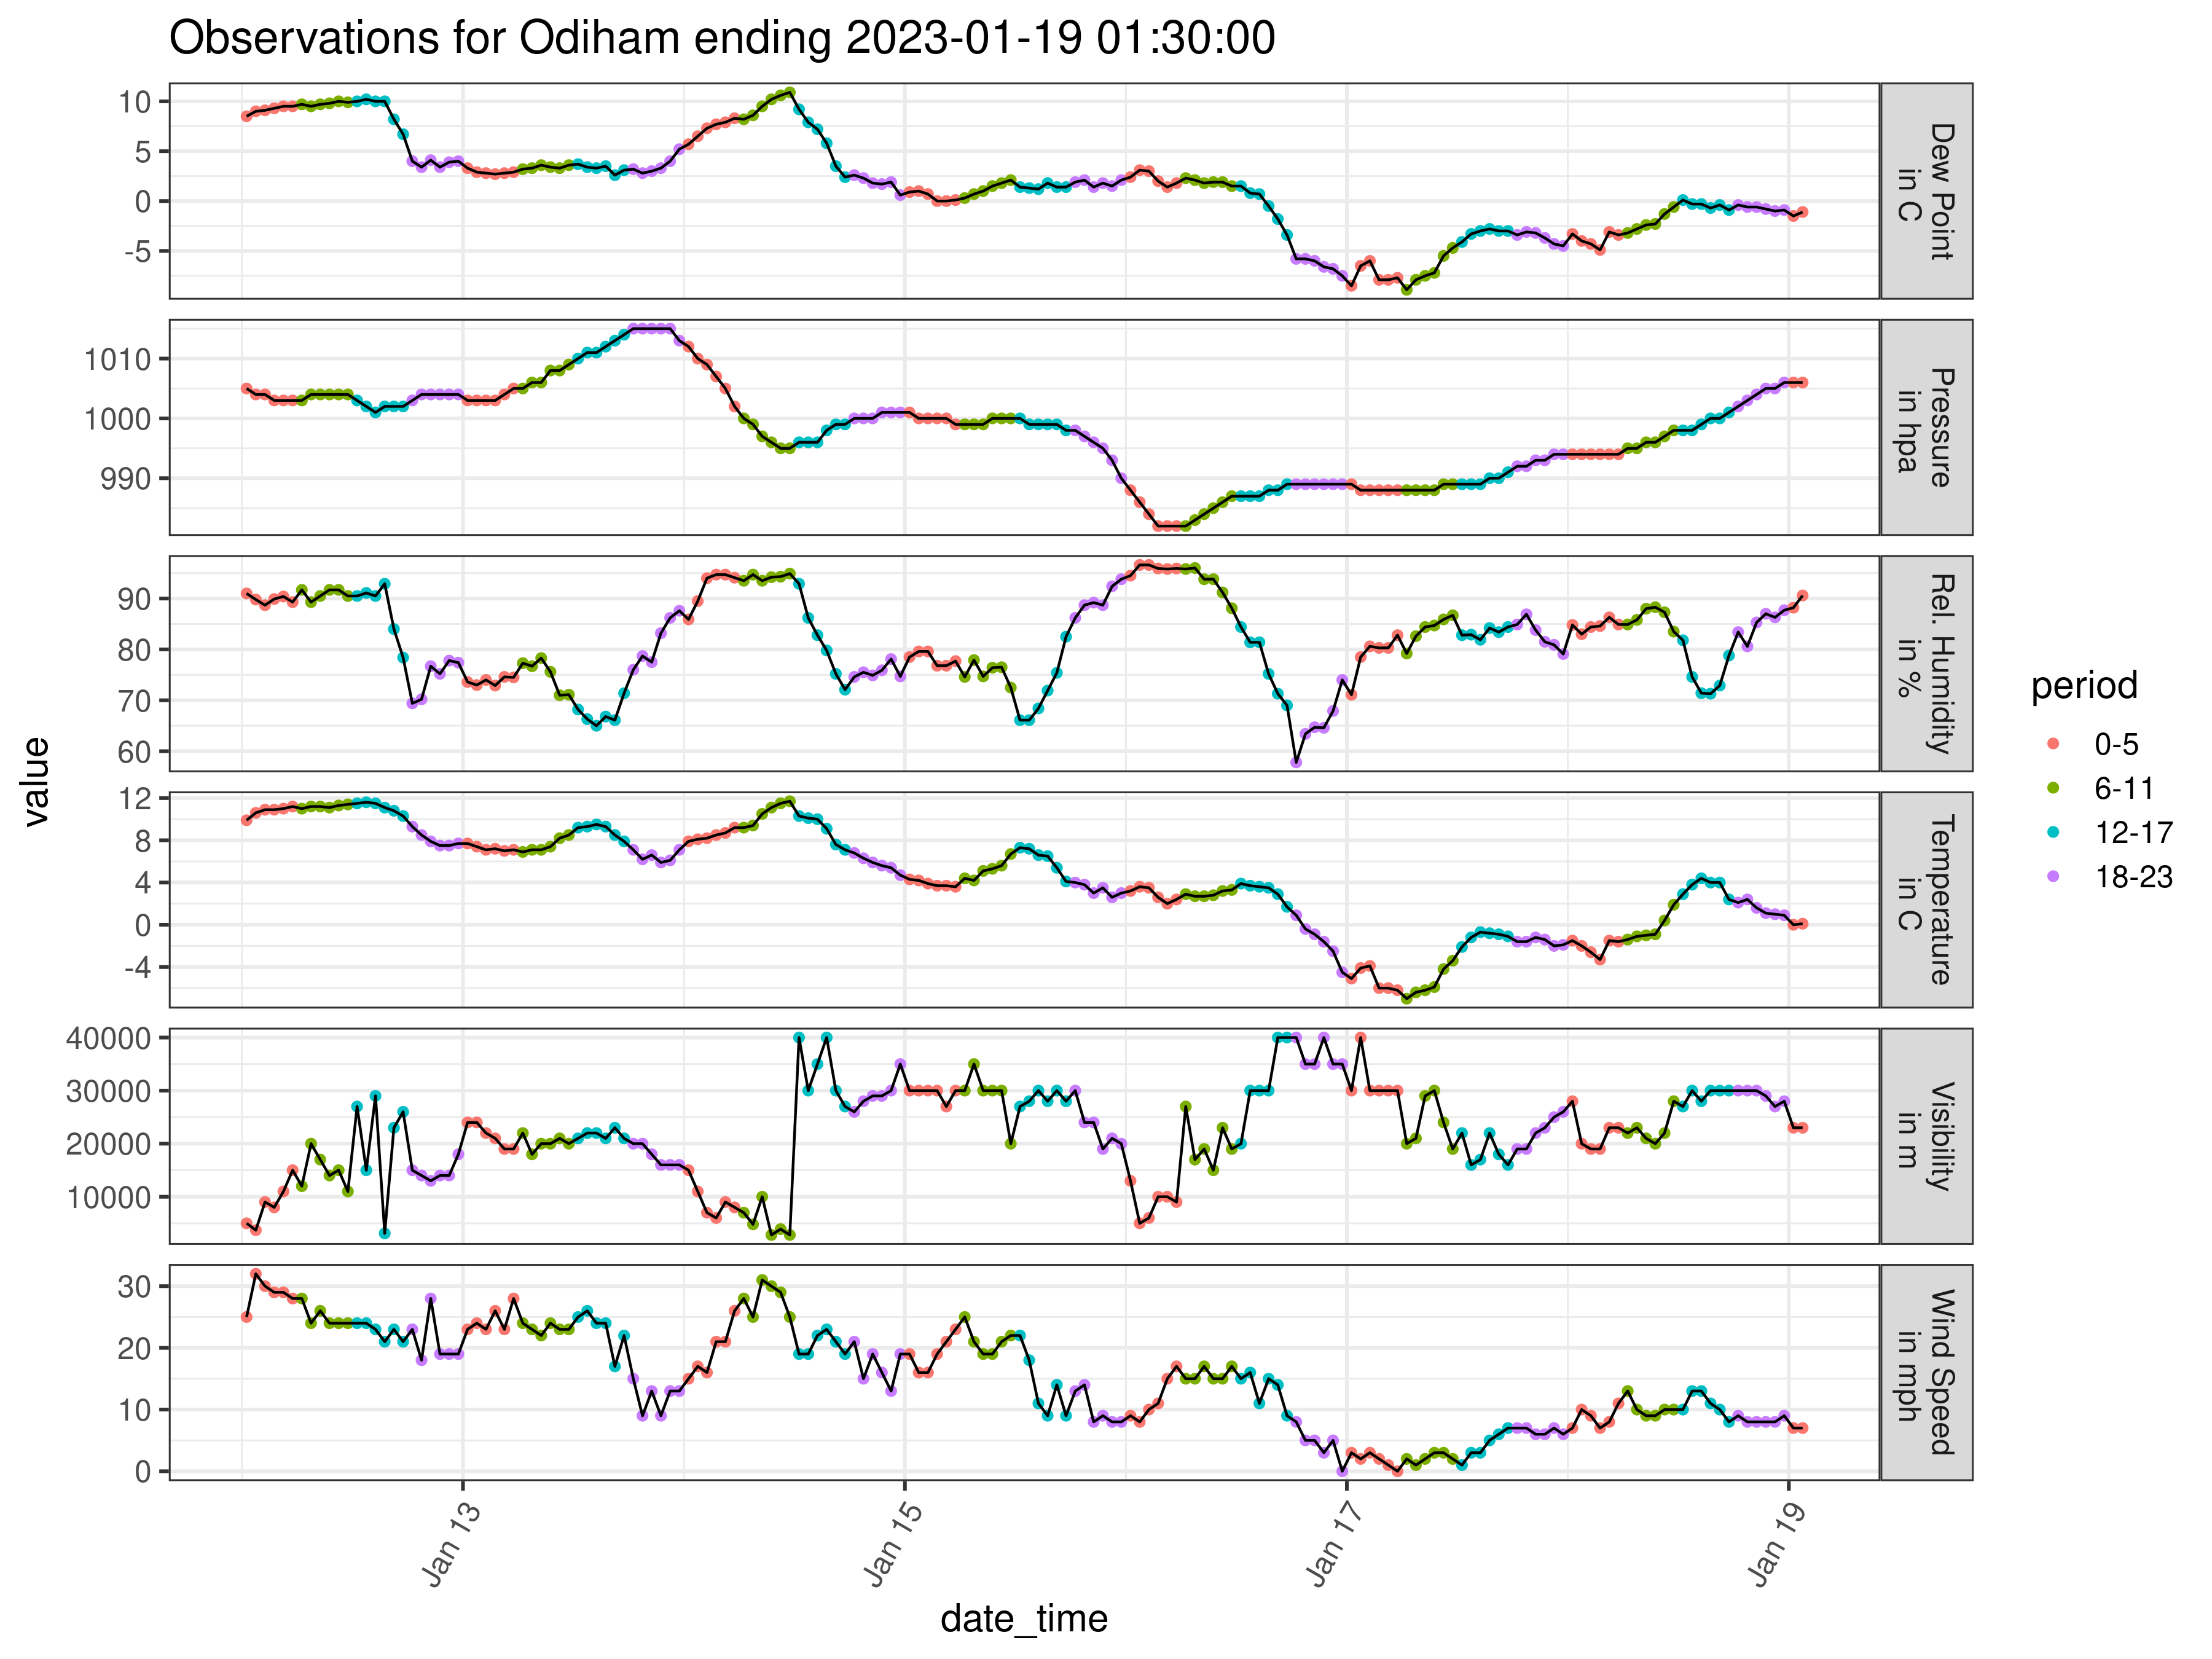 Observations for Odiham ending 2023-01-19 01:30:00
value
10
5
0
-5
Dew Point
in C
1010
1000
990
Pressure
in hpa
90
80
70
60
Rel. Humidity
in %
12
8
4
0
-4
Temperature
in C
40000
30000
20000
10000
Visibility
in m
30
20
10
0
Wind Speed
in mph
Jan 13
Jan 15
Jan 17
Jan 19
date_time
period
0-5
6-11
12-17
18-23